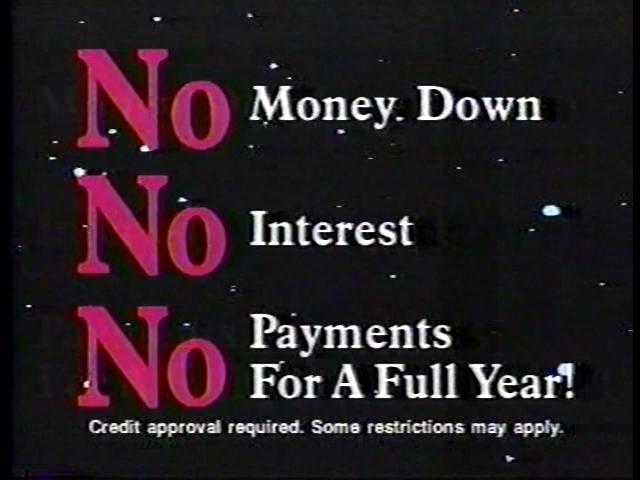 No Money Down
No Interest
No Payments
For A Full Year!
Credit approval required. Some restrictions may apply.